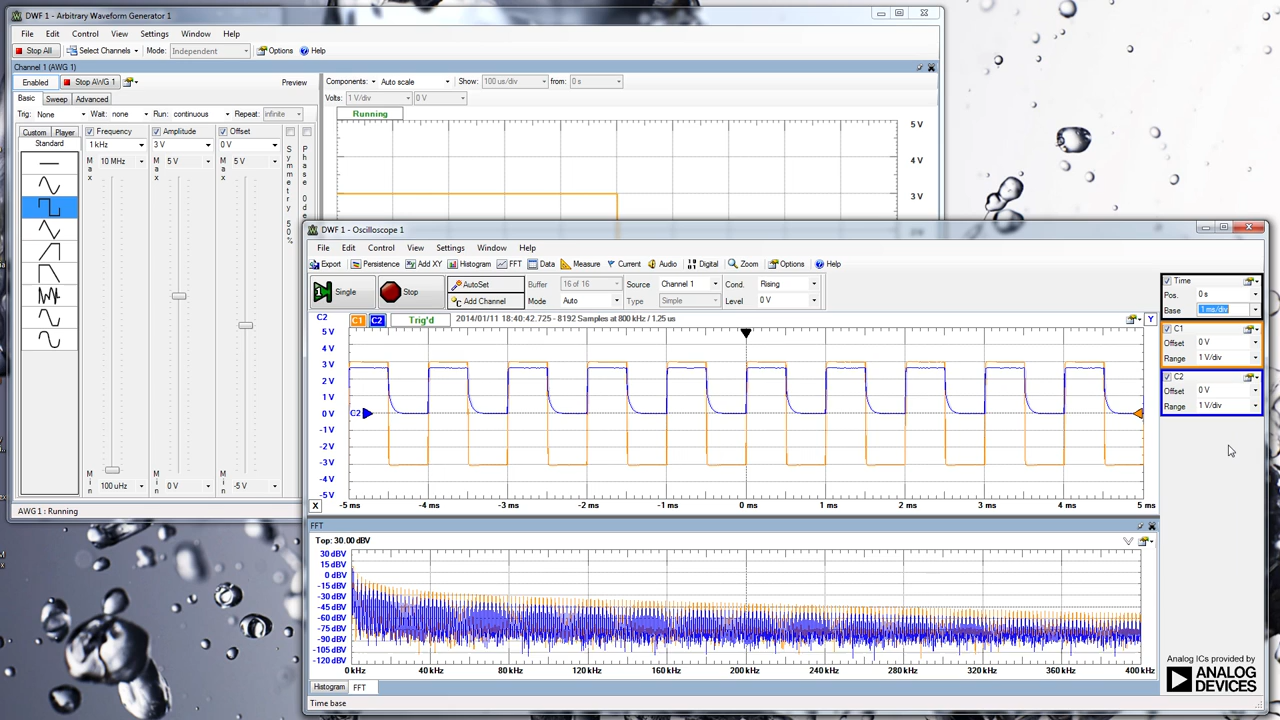 DWF 1 - Arbitrary Waveform Generator 1
File Edit Control View Settings Window Help
Stop All Select Channels Mode: Independent Options Help
Channel 1 (AWG 1)
Enabled Stop AWG 1 Preview
Basic Sweep Advanced
Trig: None Wait: none Run: continuous Repeat: infinite
Custom Player
Standard
Frequency Amplitude Offset
1 kHz 3 V 0 V
Max 10 MHz 5 V Max 5 V
Min 100 uHz 0 V Min -5 V
Symmetry 50%
Phase 0de
Components: Auto scale Show: 100 us/div from: 0 s
Volts: 1 V/div 0 V
Running
5 V
4 V
3 V
AWG 1: Running
DWF 1 - Oscilloscope 1
File Edit Control View Settings Window Help
Export Persistence Add XY Histogram FFT Data Measure Current Audio Digital Zoom Options Help
Single Stop AutoSet Buffer 16 of 16 Source Channel 1 Cond. Rising
Add Channel Mode Auto Type Simple Level 0 V
C2 C1 C2 Trig'd 2014/01/11 18:40:42.725 - 8192 Samples at 800 kHz / 1.25 us Y
5 V
4 V
3 V
2 V
1 V
0 V C2
-1 V
-2 V
-3 V
-4 V
-5 V
X -5 ms -4 ms -3 ms -2 ms -1 ms 0 ms 1 ms 2 ms 3 ms 4 ms 5 ms
Time
Pos. 0 s
Base 1 ms/div
C1
Offset 0 V
Range 1 V/div
C2
Offset 0 V
Range 1 V/div
FFT
Top: 30.00 dBV
30 dBV
15 dBV
0 dBV
-15 dBV
-30 dBV
-45 dBV
-60 dBV
-75 dBV
-90 dBV
-105 dBV
-120 dBV
0 kHz 40 kHz 80 kHz 120 kHz 160 kHz 200 kHz 240 kHz 280 kHz 320 kHz 360 kHz 400 kHz
Histogram FFT
Time base
Analog ICs provided by
ANALOG
DEVICES